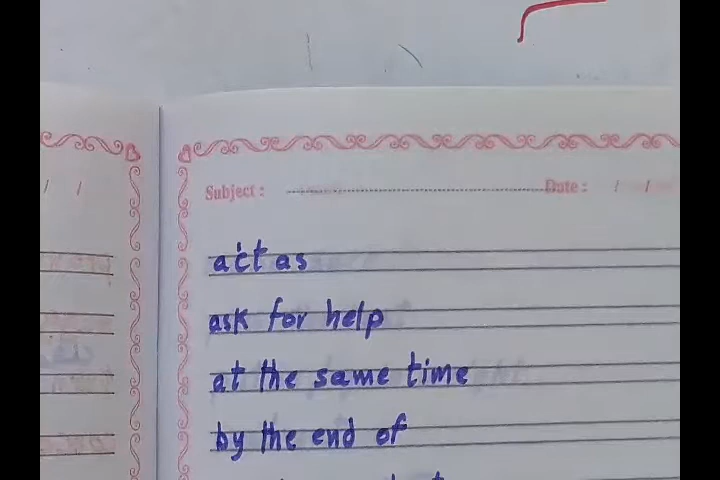 Subject : Date : / /
act as
ask for help
at the same time
by the end of